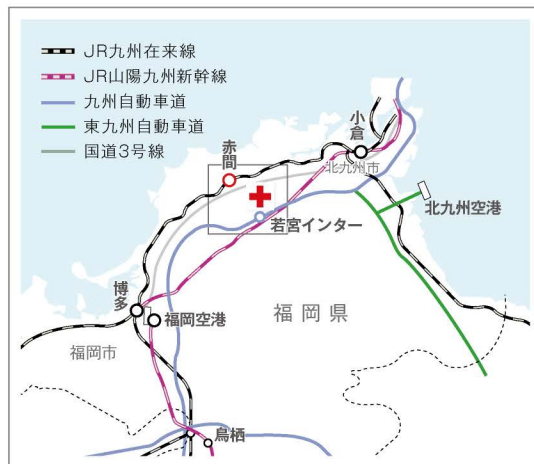 JR九州在来線
JR山陽九州新幹線
九州自動車道
東九州自動車道
国道3号線
小倉
赤間
北九州市
北九州空港
若宮インター
博多
福岡空港
福岡県
福岡市
鳥栖